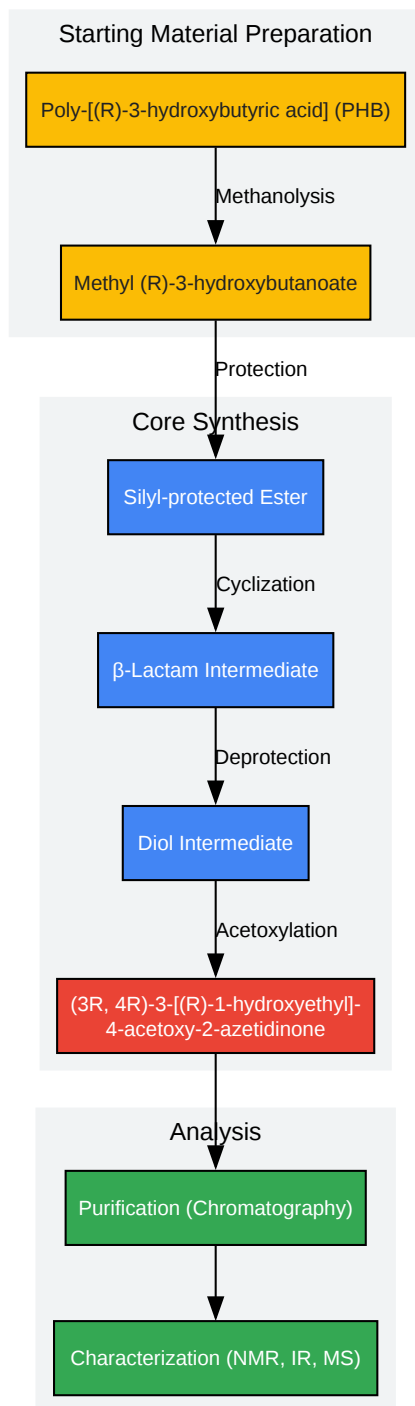 Starting Material Preparation
Poly-[(R)-3-hydroxybutyric acid] (PHB)
Methanolysis
Methyl (R)-3-hydroxybutanoate
Protection
Core Synthesis
Silyl-protected Ester
Cyclization
β-Lactam Intermediate
Deprotection
Diol Intermediate
Acetoxylation
(3R, 4R)-3-[(R)-1-hydroxyethyl]-
4-acetoxy-2-azetidinone
Analysis
Purification (Chromatography)
Characterization (NMR, IR, MS)